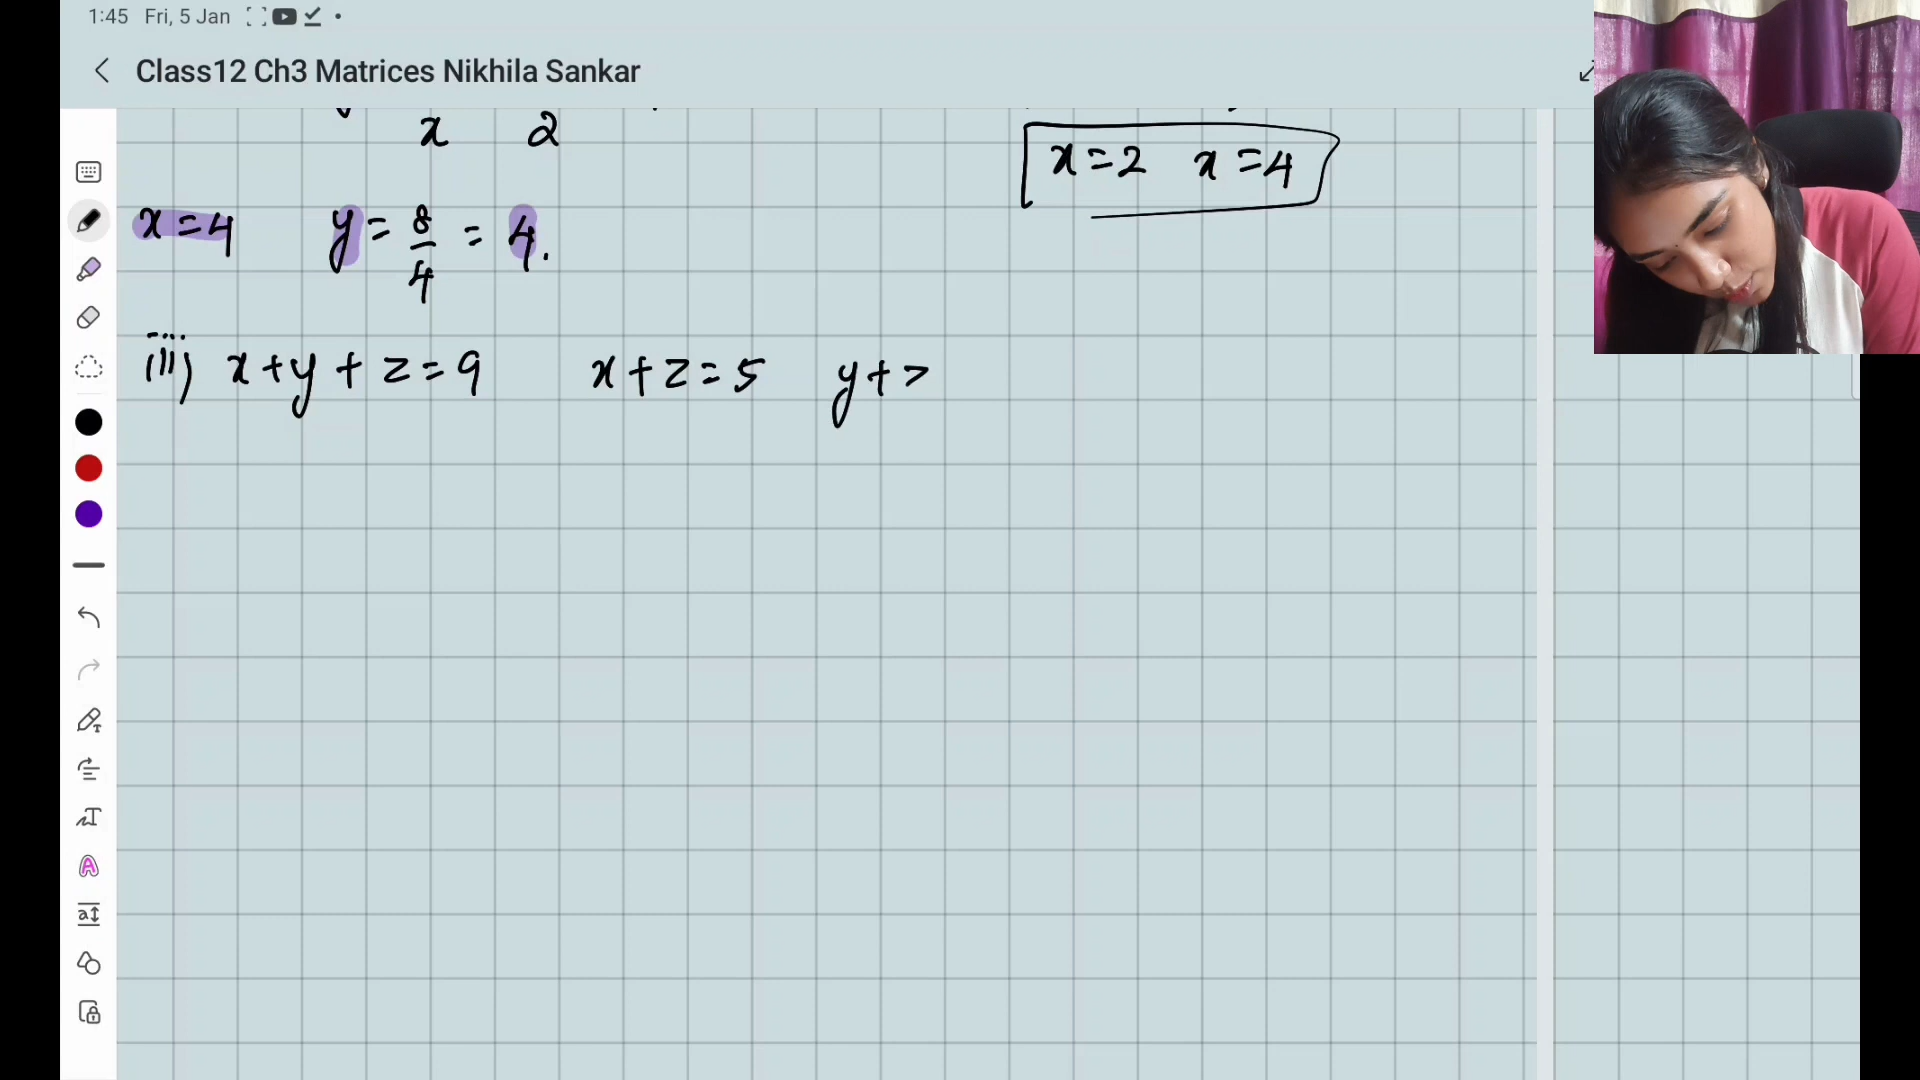 1:45 Fri, 5 Jan
Class12 Ch3 Matrices Nikhila Sankar
x 2
x=2 x=4
x=4 y=8/4=4.
iii) x+y+z=9 x+z=5 y+